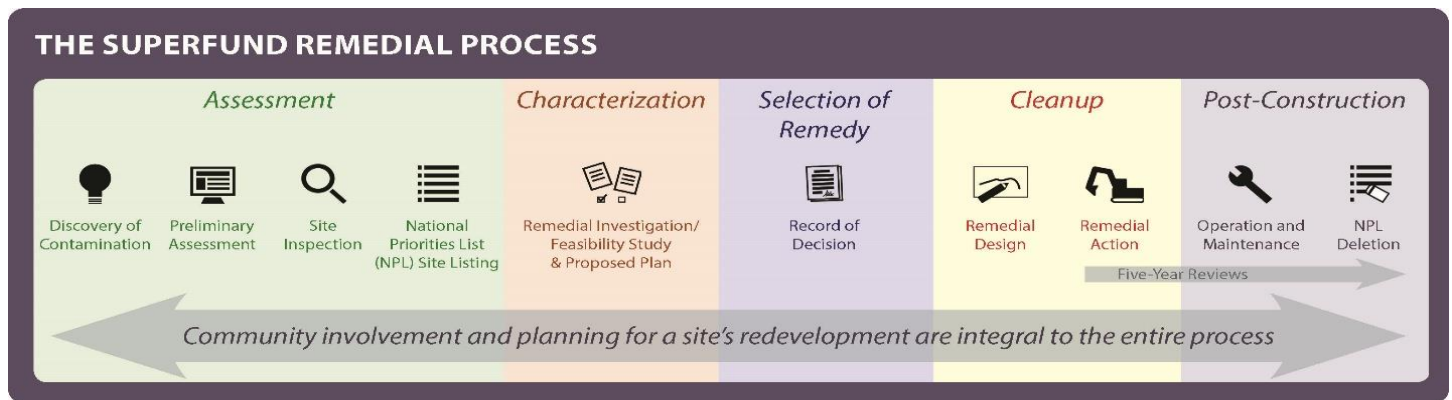 THE SUPERFUND REMEDIAL PROCESS
Assessment
Discovery of
Contamination
Preliminary
Assessment
Site
Inspection
National
Priorities List
(NPL) Site Listing
Characterization
Remedial Investigation/
Feasibility Study
& Proposed Plan
Selection of
Remedy
Record of
Decision
Cleanup
Remedial
Design
Remedial
Action
Post-Construction
Operation and
Maintenance
NPL
Deletion
Five-Year Reviews
Community involvement and planning for a site's redevelopment are integral to the entire process